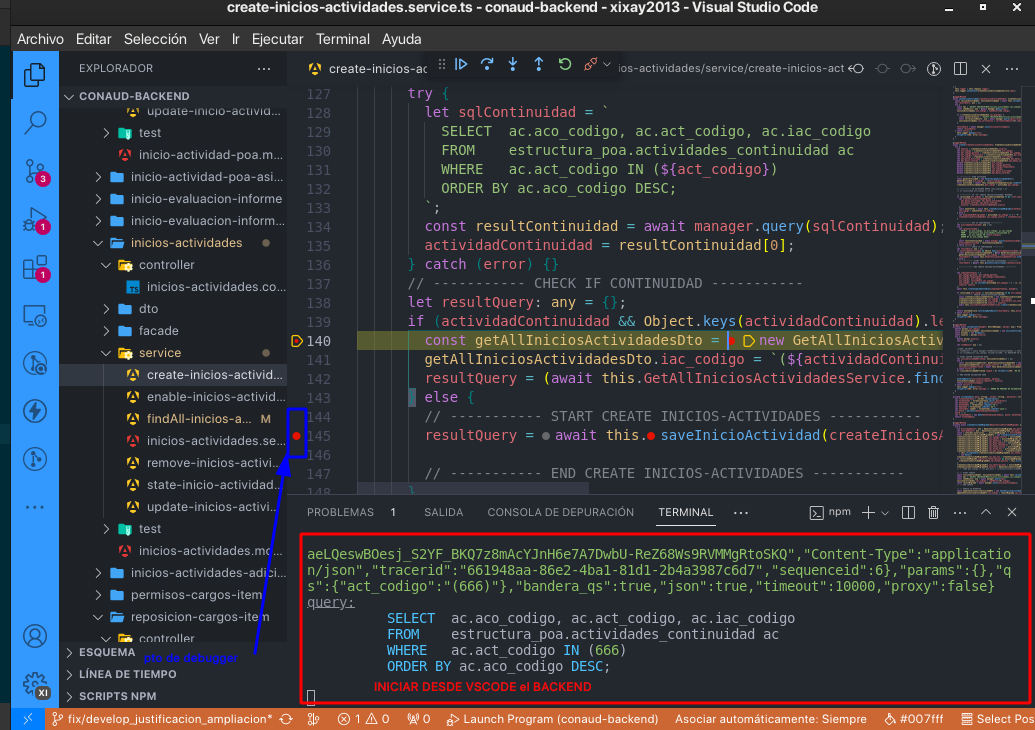 create-inicios-actividades.service.ts - conaud-backend - xixay2013 - Visual Studio Code
Archivo Editar Selección Ver Ir Ejecutar Terminal Ayuda
EXPLORADOR
CONAUD-BACKEND
update-inicio-activid...
test
inicio-actividad-poa.m...
inicio-actividad-poa-asi...
inicio-evaluacion-informe
inicio-evaluacion-inform...
inicios-actividades
controller
inicios-actividades.co...
dto
facade
service
create-inicios-activid...
enable-inicios-activid...
findAll-inicios-a... M
inicios-actividades.se...
remove-inicios-activi...
state-inicios-actividad...
update-inicios-activi...
test
inicios-actividades.mo...
inicios-actividades-adici...
permisos-cargos-item
reposicion-cargos-item
controller
ESQUEMA
LÍNEA DE TIEMPO
SCRIPTS NPM
3
1
1
XI
create-inicios-ac
ios-actividades/service/create-inicios-act
127 try {
128 let sqlContinuidad = `
129 SELECT ac.aco_codigo, ac.act_codigo, ac.iac_codigo
130 FROM estructura_poa.actividades_continuidad ac
131 WHERE ac.act_codigo IN (${act_codigo})
132 ORDER BY ac.aco_codigo DESC;
133 `;
134 const resultContinuidad = await manager.query(sqlContinuidad);
135 actividadContinuidad = resultContinuidad[0];
136 } catch (error) {}
137 // ----------- CHECK IF CONTINUIDAD -----------
138 let resultQuery: any = {};
139 if (actividadContinuidad && Object.keys(actividadContinuidad).le
140 const getAllIniciosActividadesDto = new GetAllIniciosActiv
141 getAllIniciosActividadesDto.iac_codigo = `(${actividadContinui
142 resultQuery = (await this.GetAllIniciosActividadesService.find
143 else {
144 // ----------- START CREATE INICIOS-ACTIVIDADES -----------
145 resultQuery = await this.saveInicioActividad(createIniciosA
146
147 // ----------- END CREATE INICIOS-ACTIVIDADES -----------
148 }
PROBLEMAS 1 SALIDA CONSOLA DE DEPURACIÓN TERMINAL npm
aeLQeswBOesj_S2YF_BKQ7z8mAcYJnH6e7A7DwbU-ReZ68Ws9RVMMgRtoSKQ","Content-Type":"applicatio
n/json","tracerid":"661948aa-86e2-4ba1-81d1-2b4a3987c6d7","sequenceid":6},"params":{},"q
s":{"act_codigo":"(666)"},"bandera_qs":true,"json":true,"timeout":10000,"proxy":false}
query:
SELECT ac.aco_codigo, ac.act_codigo, ac.iac_codigo
FROM estructura_poa.actividades_continuidad ac
WHERE ac.act_codigo IN (666)
ORDER BY ac.aco_codigo DESC;
INICIAR DESDE VSCODE el BACKEND
fix/develop_justificacion_ampliacion* 1 0 0 Launch Program (conaud-backend) Asociar automáticamente: Siempre #007fff Select Pos